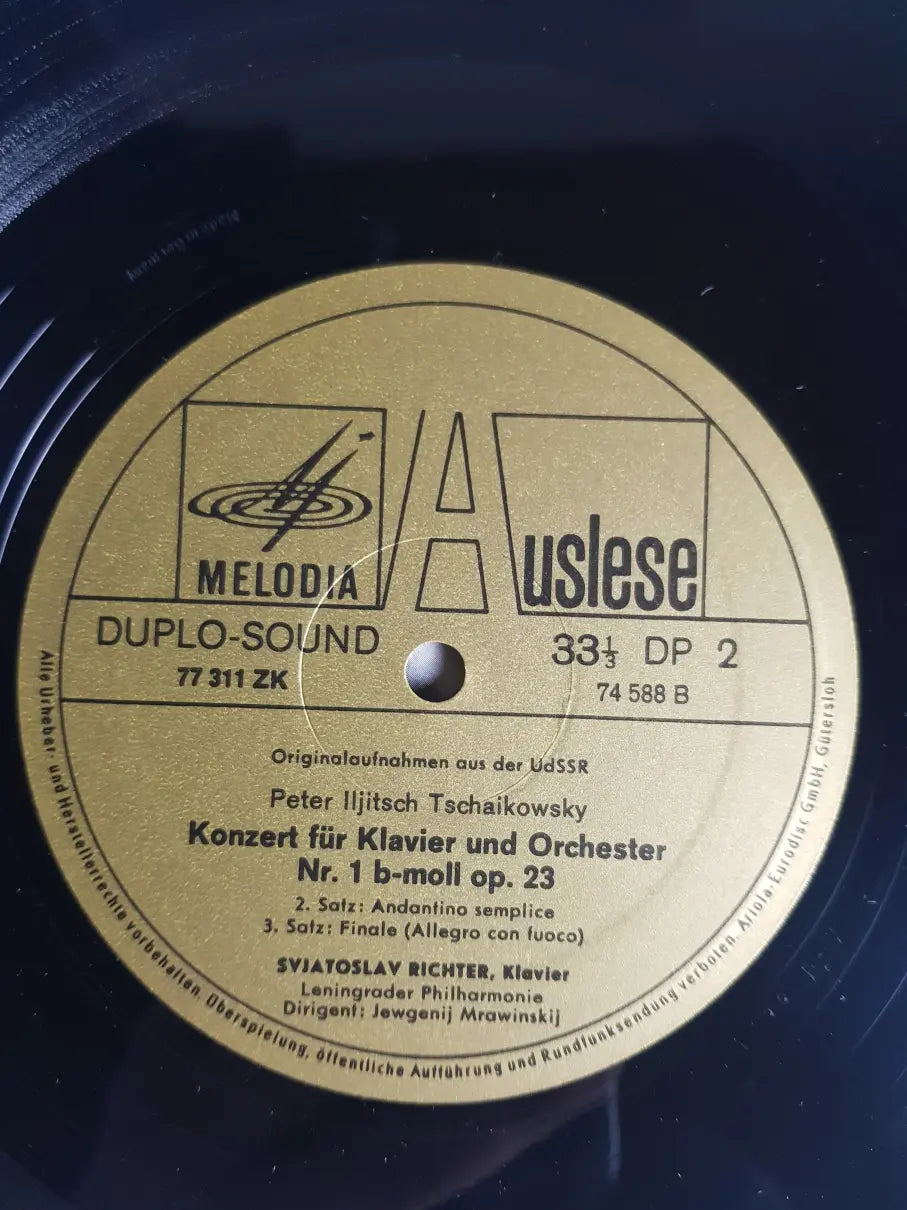 Made in Germany
MELODIA
Auslese
DUPLO-SOUND
33⅓ DP 2
77 311 ZK
74 588 B
Originalaufnahmen aus der UdSSR
Peter Iljitsch Tschaikowsky
Konzert für Klavier und Orchester
Nr. 1 b-moll op. 23
2. Satz: Andantino semplice
3. Satz: Finale (Allegro con fuoco)
SVJATOSLAV RICHTER, Klavier
Leningrader Philharmonie
Dirigent: Jewgenij Mrawinskij
Alle Urheber- und Herstellerrechte vorbehalten. Überspielung, öffentliche Aufführung und Rundfunksendung verboten. Ariola-Eurodisc GmbH, Gütersloh